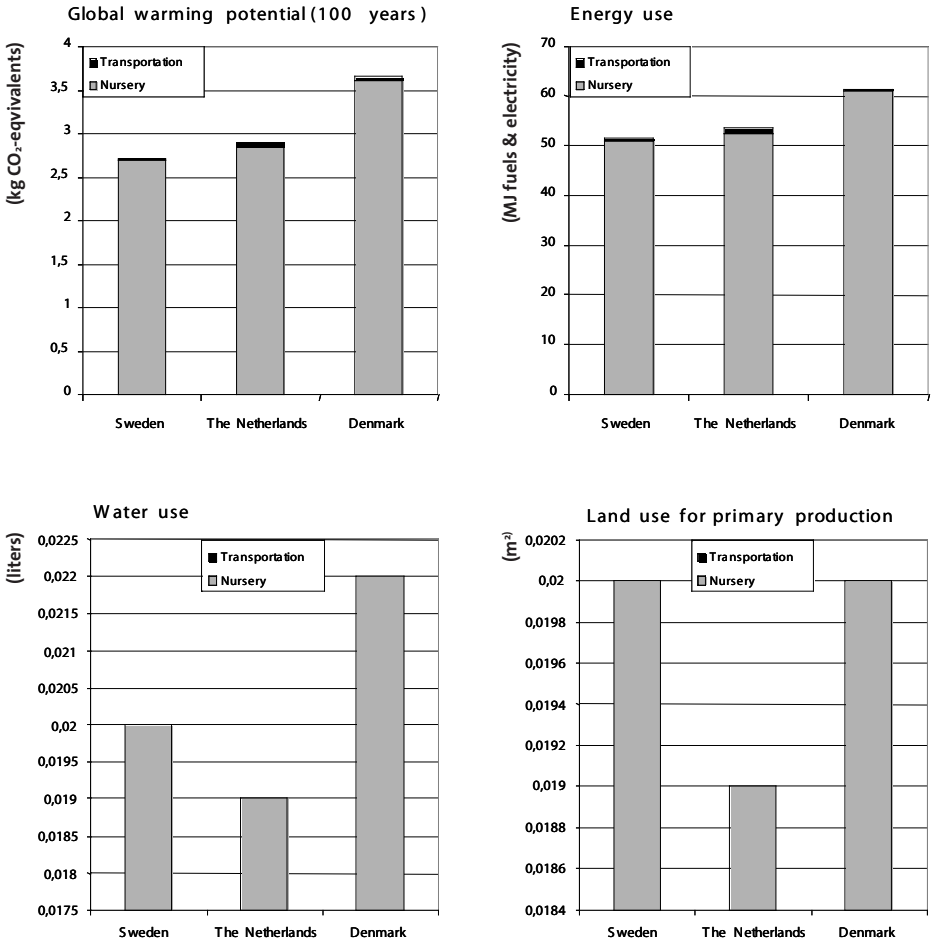 Global warming potential (100 years)
(kg CO₂-eqvivalents)
4
3,5
3
2,5
2
1,5
1
0,5
0
Transportation
Nursery
Sweden The Netherlands Denmark
Energy use
(MJ fuels & electricity)
70
60
50
40
30
20
10
0
Transportation
Nursery
Sweden The Netherlands Denmark
Water use
(liters)
0,0225
0,022
0,0215
0,021
0,0205
0,02
0,0195
0,019
0,0185
0,018
0,0175
Transportation
Nursery
Sweden The Netherlands Denmark
Land use for primary production
(m²)
0,0202
0,02
0,0198
0,0196
0,0194
0,0192
0,019
0,0188
0,0186
0,0184
Transportation
Nursery
Sweden The Netherlands Denmark